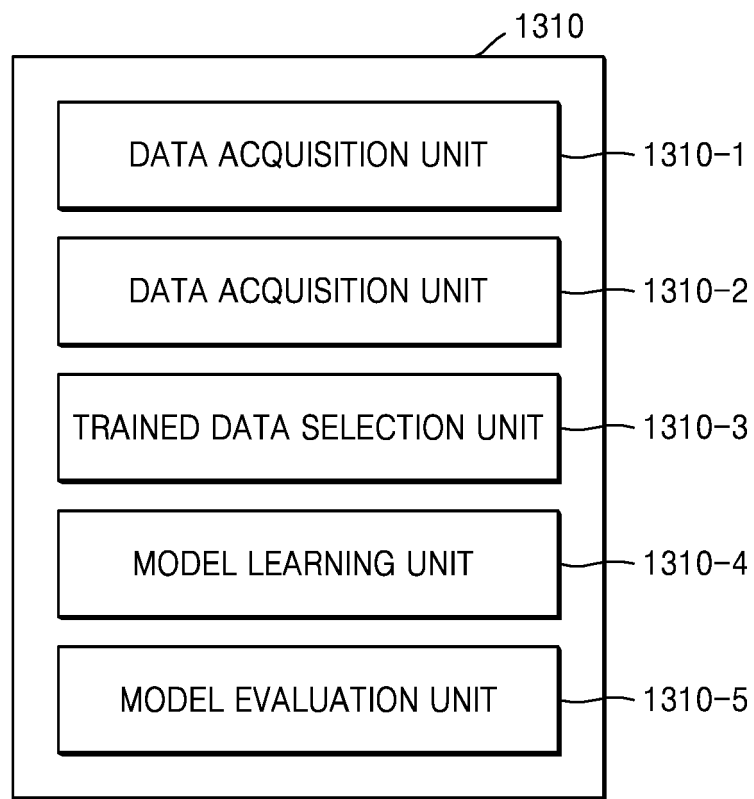 1310
DATA ACQUISITION UNIT
1310-1
DATA ACQUISITION UNIT
1310-2
TRAINED DATA SELECTION UNIT
1310-3
MODEL LEARNING UNIT
1310-4
MODEL EVALUATION UNIT
1310-5